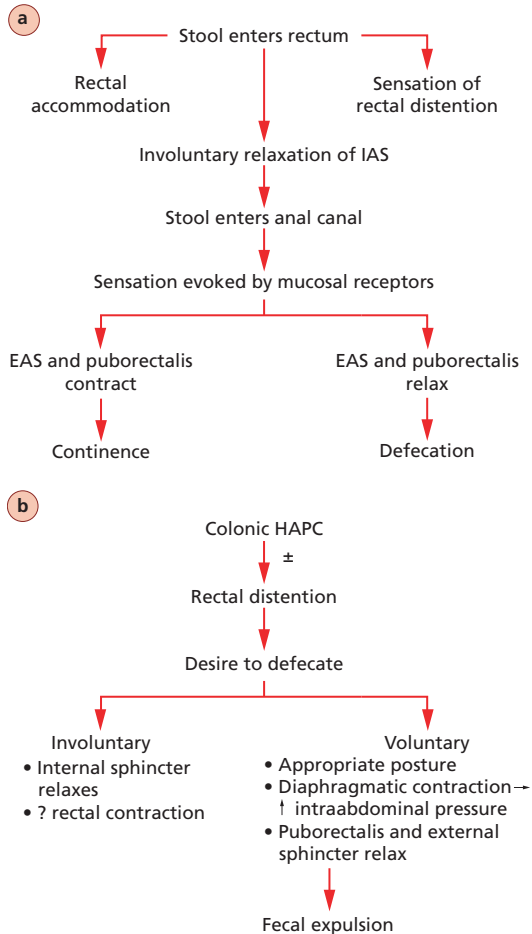 a
Stool enters rectum
Rectal
accommodation
Sensation of
rectal distention
Involuntary relaxation of IAS
Stool enters anal canal
Sensation evoked by mucosal receptors
EAS and puborectalis
contract
EAS and puborectalis
relax
Continence
Defecation
b
Colonic HAPC
±
Rectal distention
Desire to defecate
Involuntary
• Internal sphincter
relaxes
• ? rectal contraction
Voluntary
• Appropriate posture
• Diaphragmatic contraction→
↑ intraabdominal pressure
• Puborectalis and external
sphincter relax
Fecal expulsion